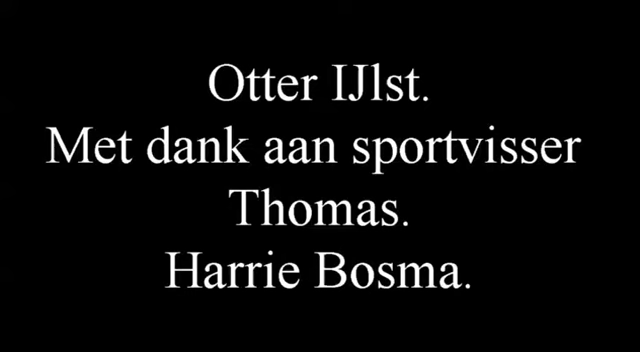 Otter IJlst.
Met dank aan sportvisser
Thomas.
Harrie Bosma.